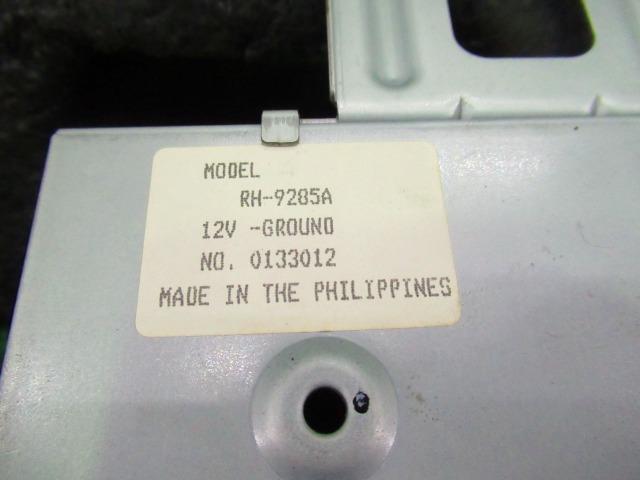 MODEL
RH-9285A
12V -GROUND
NO. 0133012
MADE IN THE PHILIPPINES